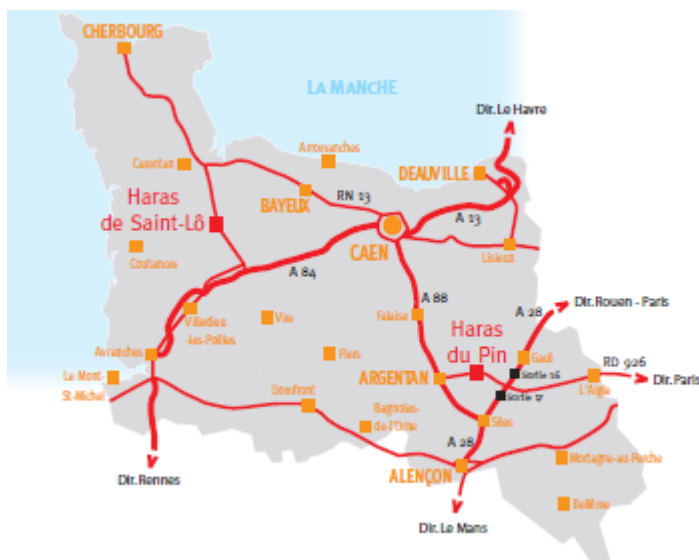 CHERBOURG
LA MANCHE
Dir. Le Havre
Arromanches
Carentan
DEAUVILLE
Haras
de Saint-Lô
BAYEUX
RN 13
A 13
CAEN
Coutances
Lisieux
A 84
A 88
A 28
Dir. Rouen - Paris
Villedieu
-les-Poêles
Vire
Falaise
Haras
du Pin
Avranches
Flers
Gacé
RD 926
Le Mont-
St-Michel
ARGENTAN
Sortie 16
L'Aigle
Dir. Paris
Domfront
Sortie 17
Bagnoles-
de-l'Orne
Sées
A 28
ALENÇON
Mortagne-au-Perche
Dir. Rennes
Bellême
Dir. Le Mans